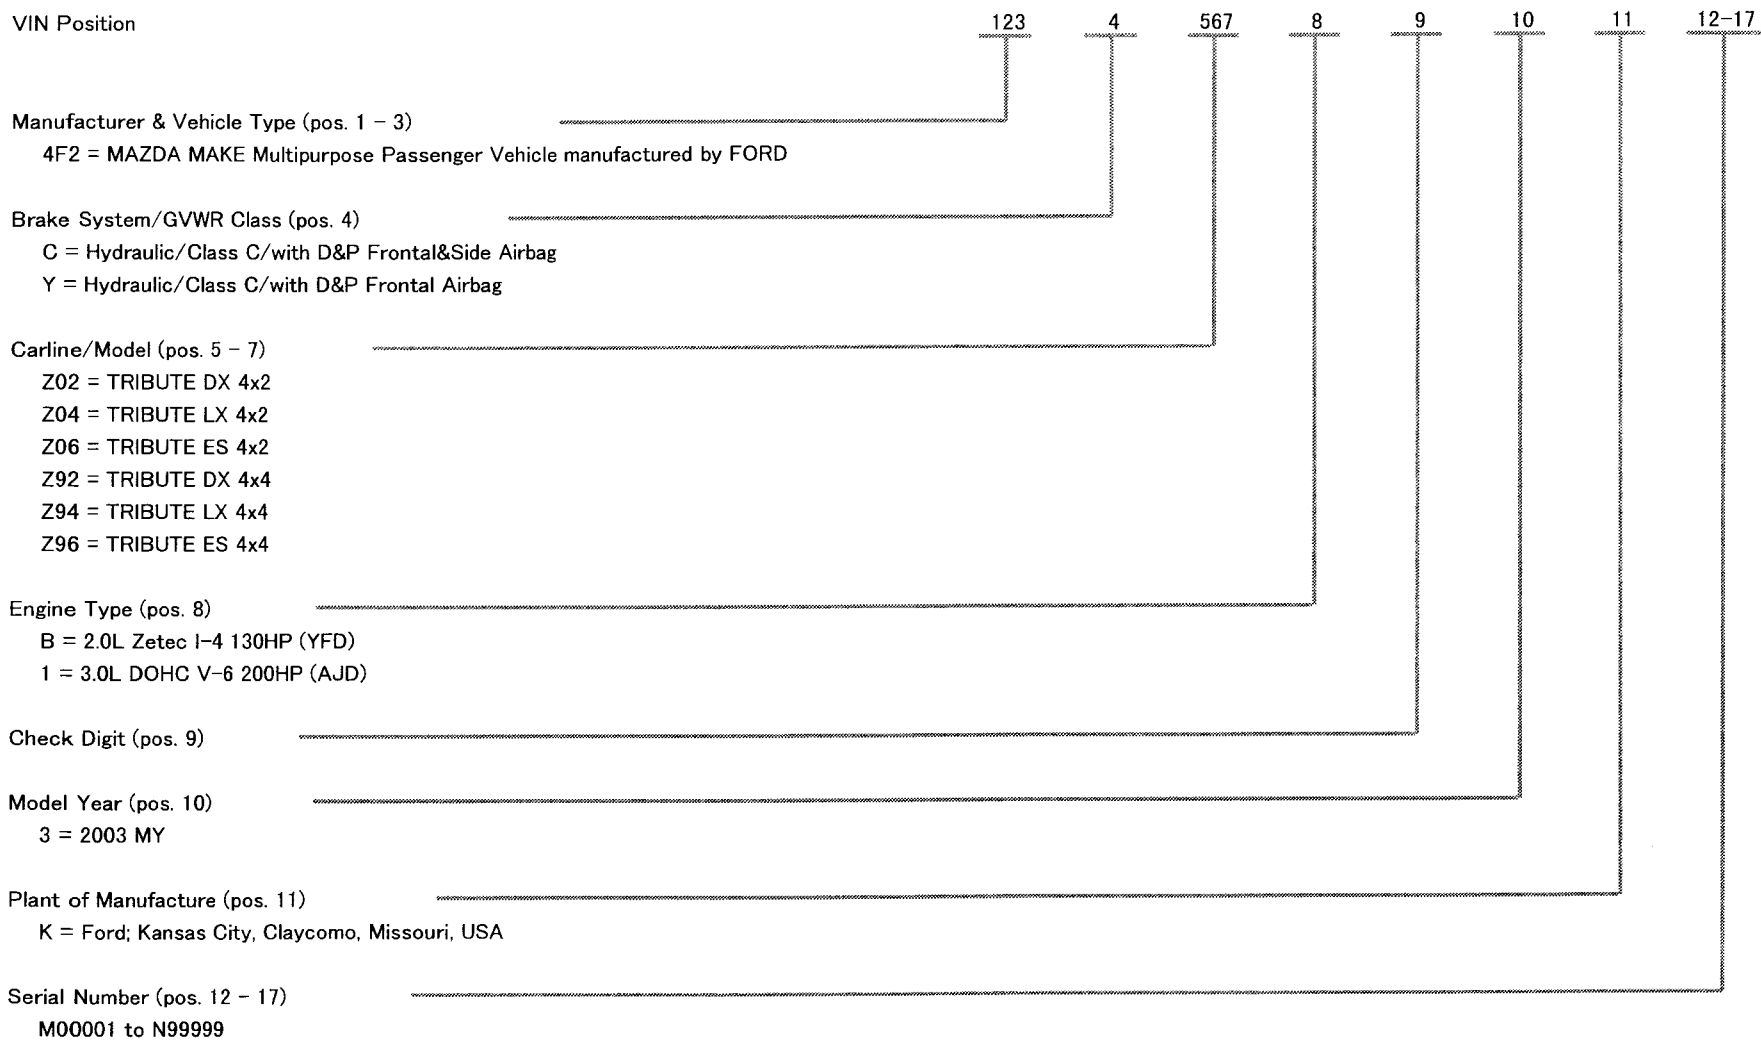 VIN Position 123 4 567 8 9 10 11 12-17
Manufacturer & Vehicle Type (pos. 1 - 3)
4F2 = MAZDA MAKE Multipurpose Passenger Vehicle manufactured by FORD
Brake System/GVWR Class (pos. 4)
C = Hydraulic/Class C/with D&P Frontal&Side Airbag
Y = Hydraulic/Class C/with D&P Frontal Airbag
Carline/Model (pos. 5 - 7)
Z02 = TRIBUTE DX 4x2
Z04 = TRIBUTE LX 4x2
Z06 = TRIBUTE ES 4x2
Z92 = TRIBUTE DX 4x4
Z94 = TRIBUTE LX 4x4
Z96 = TRIBUTE ES 4x4
Engine Type (pos. 8)
B = 2.0L Zetec I-4 130HP (YFD)
1 = 3.0L DOHC V-6 200HP (AJD)
Check Digit (pos. 9)
Model Year (pos. 10)
3 = 2003 MY
Plant of Manufacture (pos. 11)
K = Ford; Kansas City, Claycomo, Missouri, USA
Serial Number (pos. 12 - 17)
M00001 to N99999